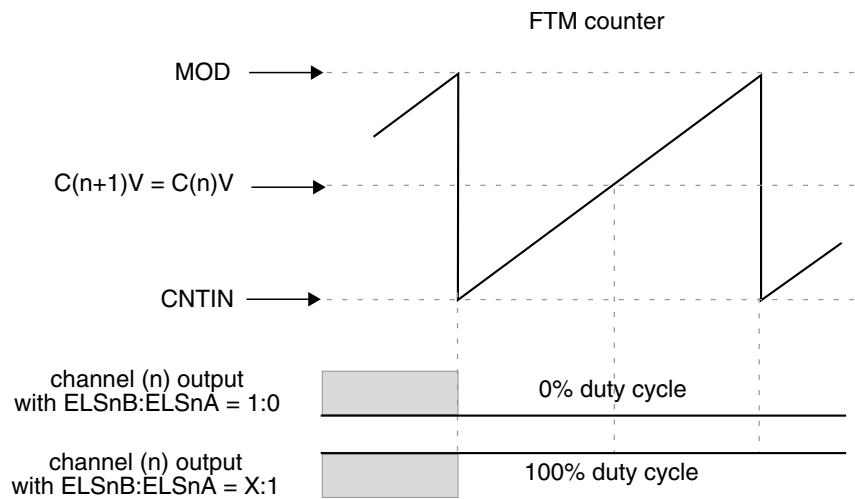 FTM counter
MOD
C(n+1)V = C(n)V
CNTIN
channel (n) output
with ELSnB:ELSnA = 1:0
0% duty cycle
channel (n) output
with ELSnB:ELSnA = X:1
100% duty cycle